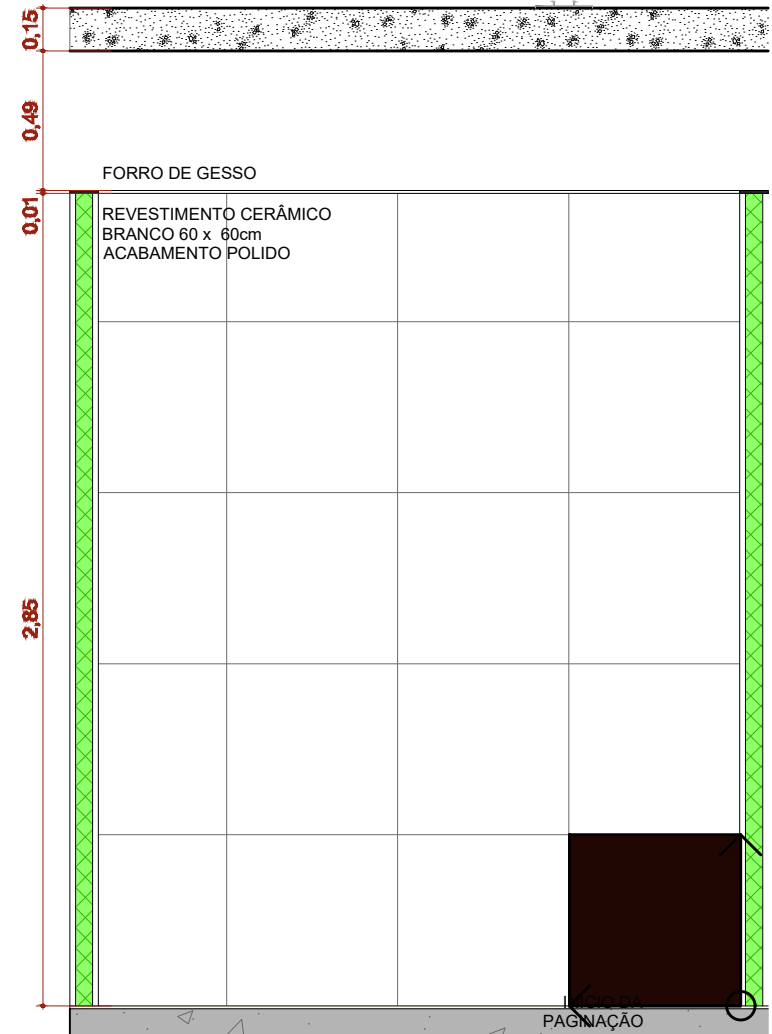 0,15
0,49
FORRO DE GESSO
0,01
REVESTIMENTO CERÂMICO
BRANCO 60 x 60cm
ACABAMENTO POLIDO
2,85
INÍCIO DA
PAGINAÇÃO